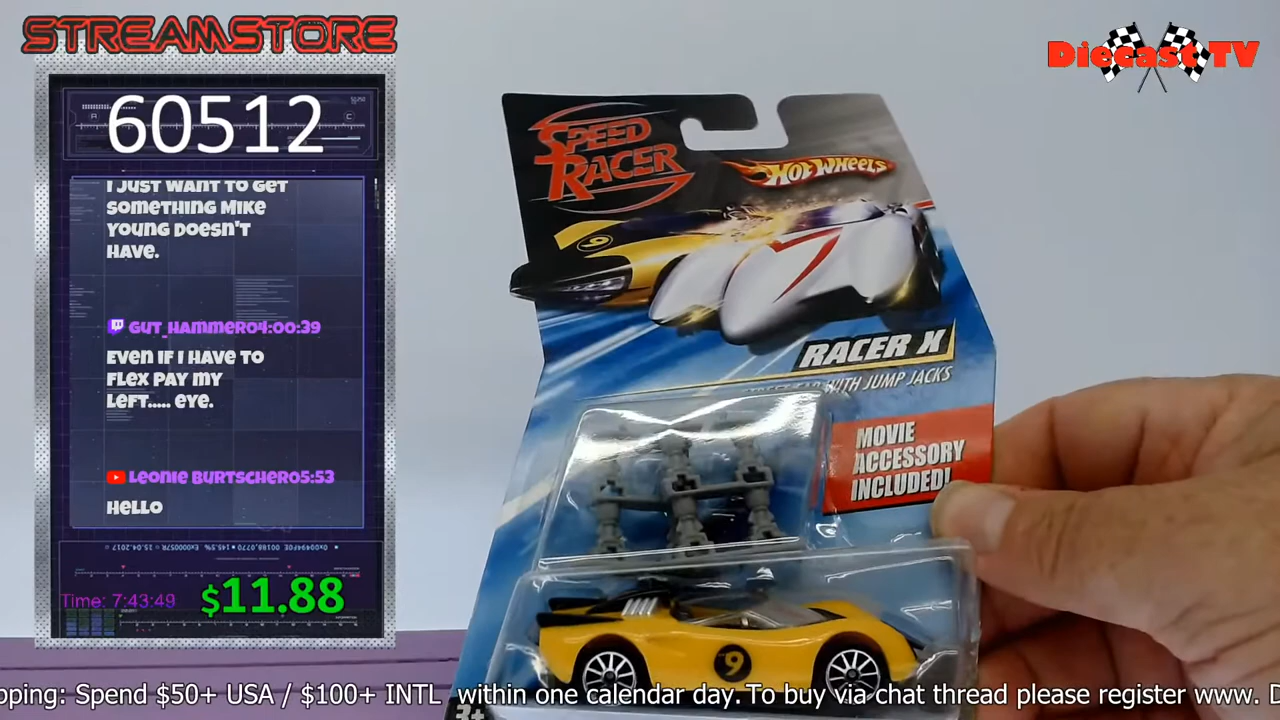 STREAMSTORE
60512
I JUST WANT TO GET
SOMETHING MIKE
YOUNG DOESN'T
HAVE.
GUT_HAMMER04:00:39
EVEN IF I HAVE TO
FLEX PAY MY
LEFT..... EYE.
LEONIE BURTSCHER05:53
HELLO
Time: 7:43:49
$11.88
Diecast TV
SPEED
RACER
HOT WHEELS
9
RACER X
STREET CAR WITH JUMP JACKS
MOVIE
ACCESSORY
INCLUDED!
9
3+
pping: Spend $50+ USA / $100+ INTL within one calendar day. To buy via chat thread please register www. D